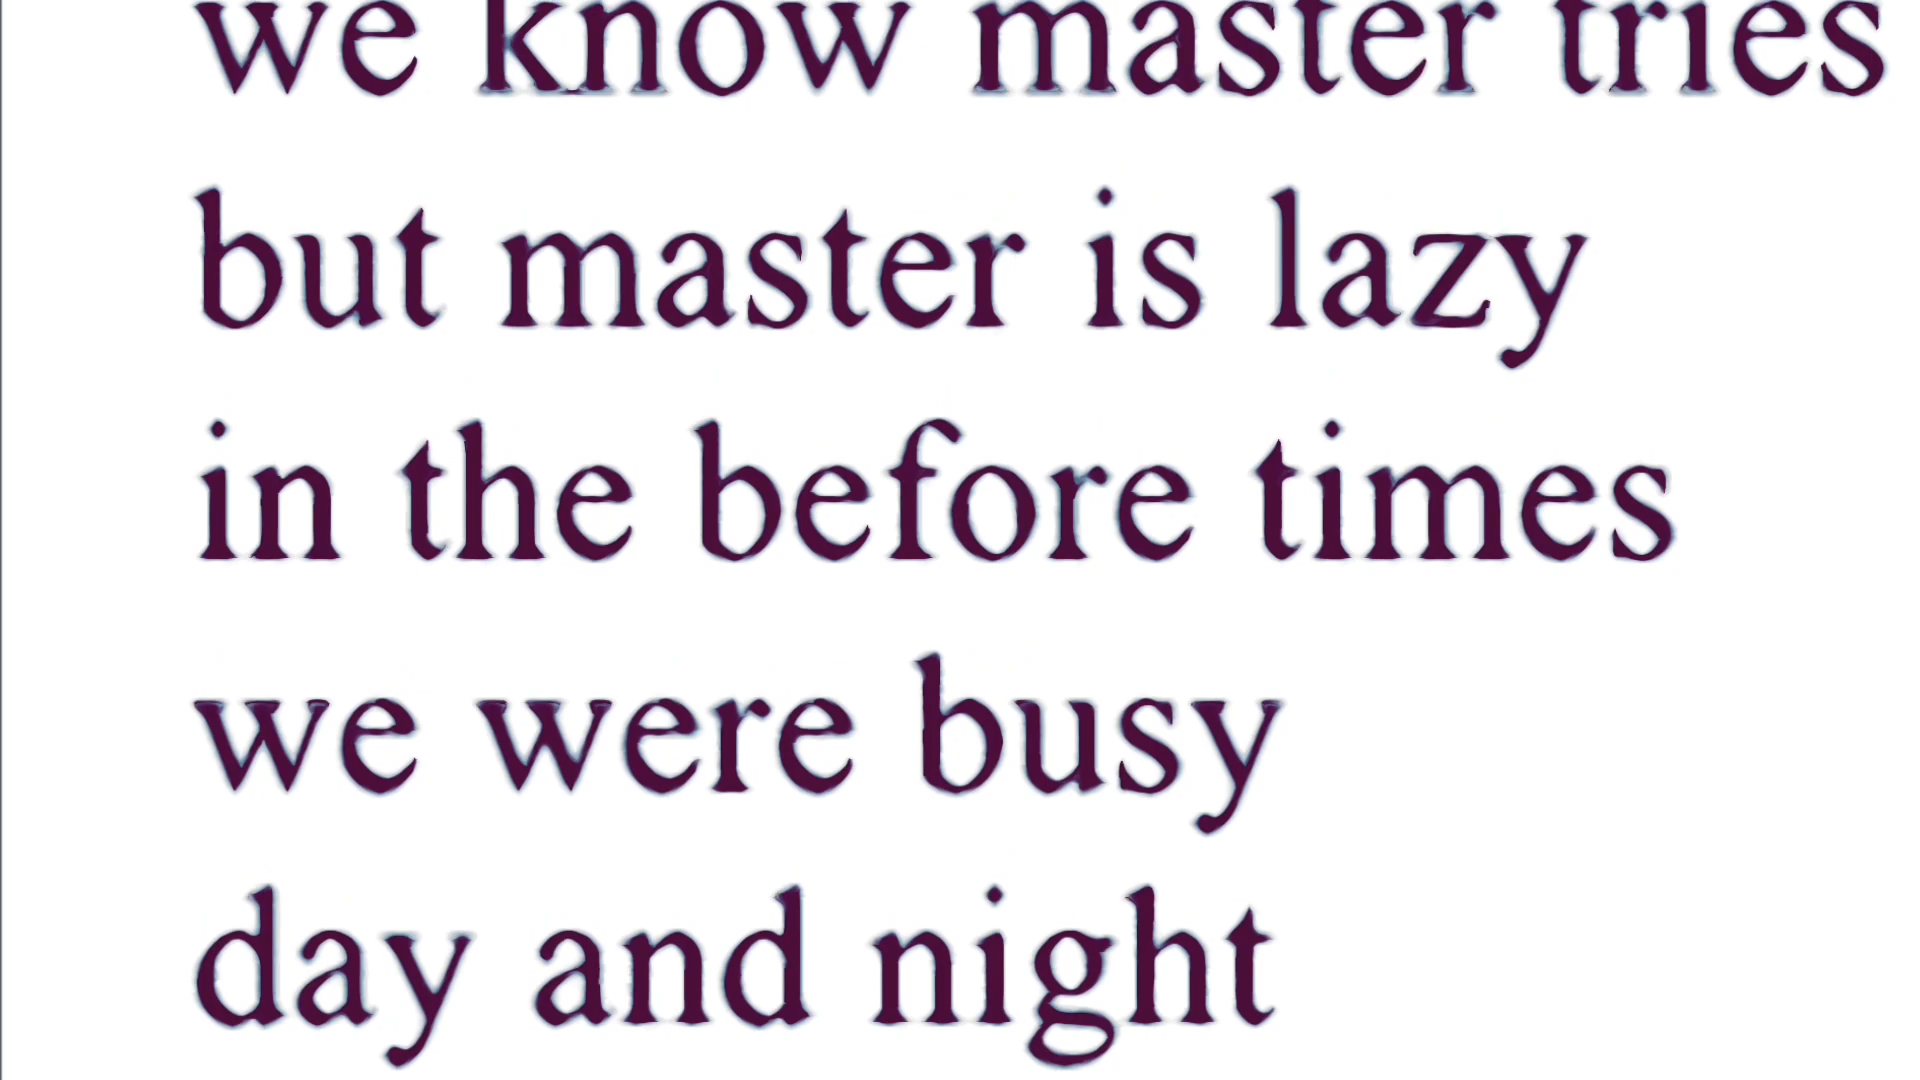 we know master tries
but master is lazy
in the before times
we were busy
day and night